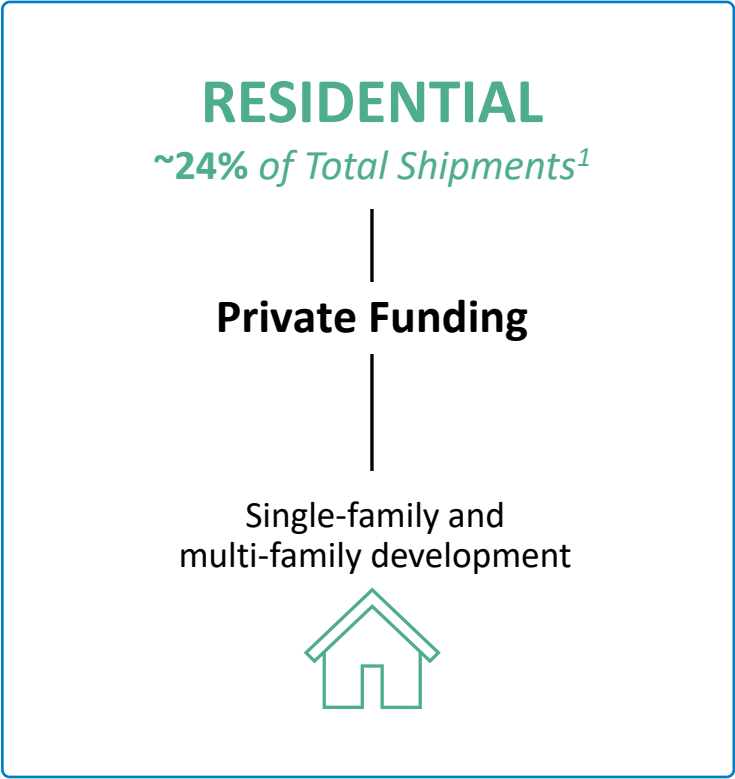 RESIDENTIAL
~24% of Total Shipments¹
Private Funding
Single-family and
multi-family development